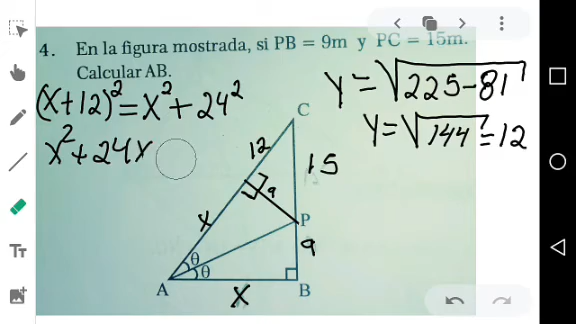 4. En la figura mostrada, si PB = 9m y PC = 15m.
Calcular AB.
(x+12)² = x² + 24²
x² + 24x
y = √225-81
y = √144 = 12
C
12
15
9
x
P
9
θ
θ
A
x
B
Tт